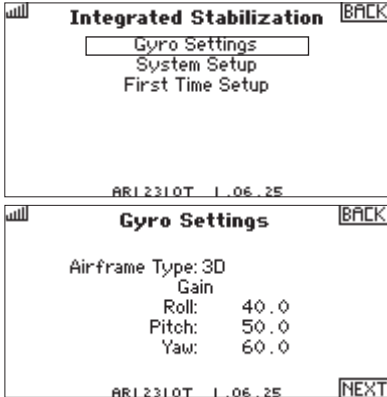 Integrated Stabilization BACK
Gyro Settings
System Setup
First Time Setup
AR12310T 1.06.25
Gyro Settings BACK
Airframe Type: 3D
Gain
Roll: 40.0
Pitch: 50.0
Yaw: 60.0
AR12310T 1.06.25 NEXT